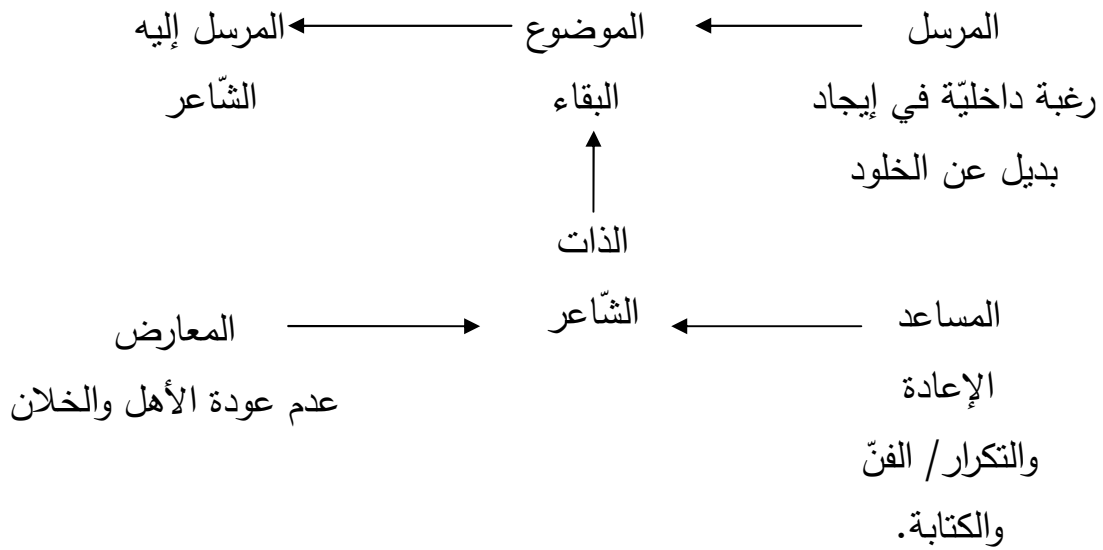 المرسل الموضوع المرسل إليه
رغبة داخليّة في إيجاد البقاء الشّاعر
بديل عن الخلود
الذات
المساعد الشّاعر المعارض
الإعادة عدم عودة الأهل والخلان
والتكرار/ الفنّ
والكتابة.